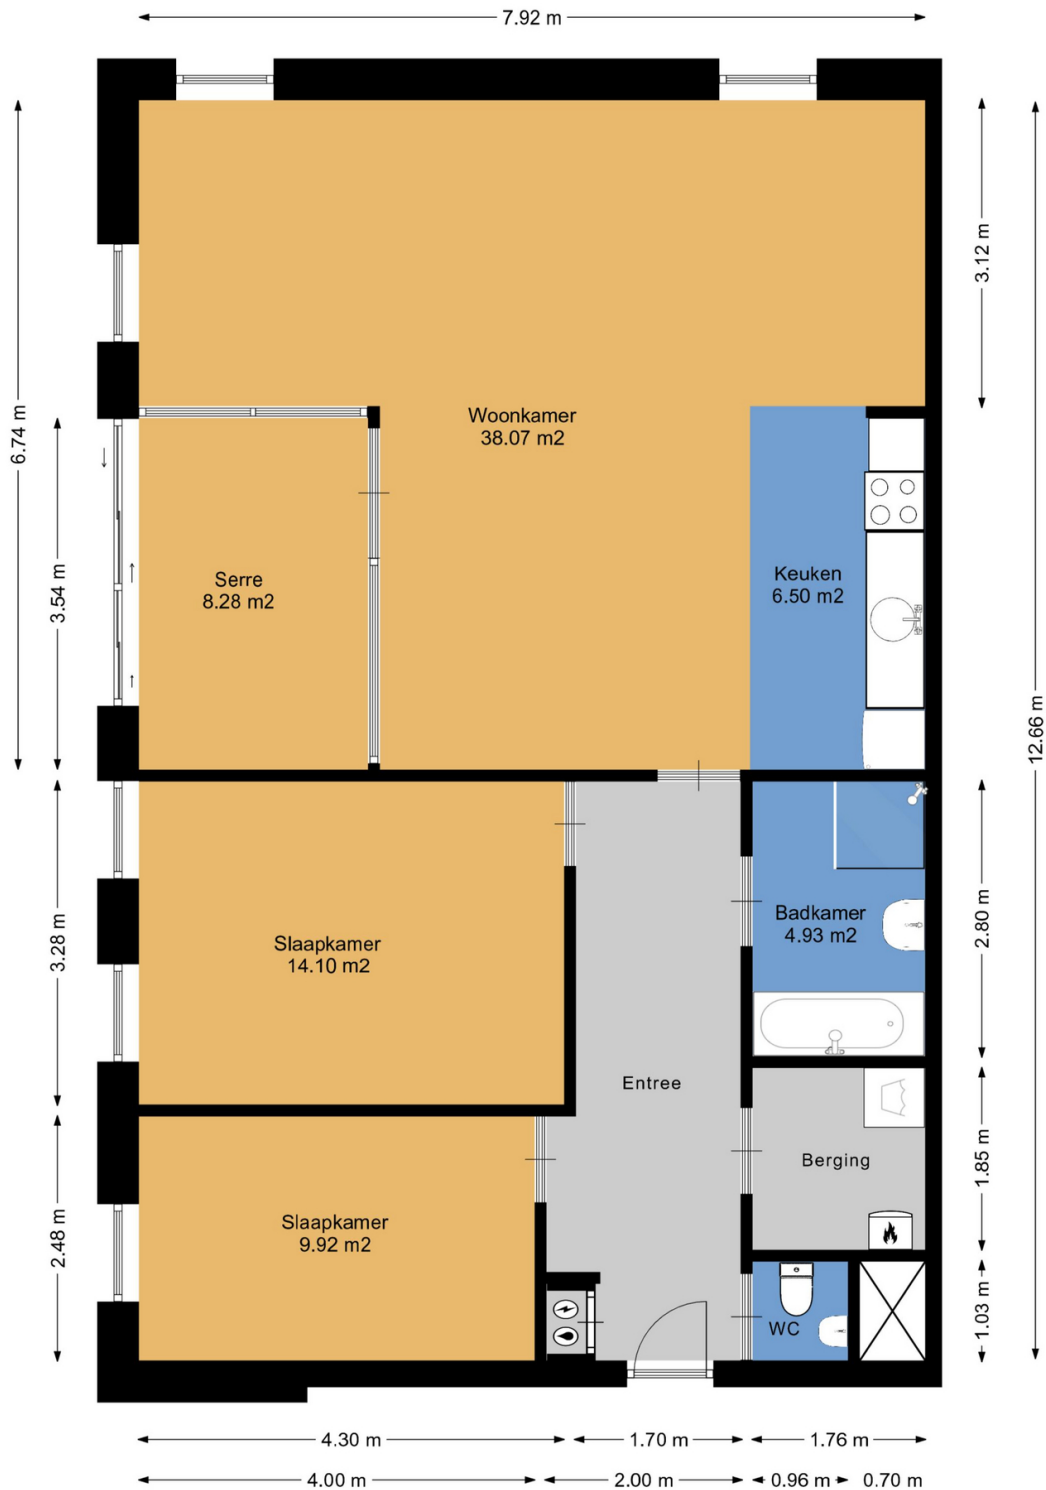 7.92 m
3.12 m
6.74 m
Woonkamer
38.07 m2
3.54 m
Serre
8.28 m2
Keuken
6.50 m2
12.66 m
3.28 m
Slaapkamer
14.10 m2
Badkamer
4.93 m2
2.80 m
Entree
Berging
1.85 m
2.48 m
Slaapkamer
9.92 m2
WC
1.03 m
4.30 m
1.70 m
1.76 m
4.00 m
2.00 m
0.96 m
0.70 m